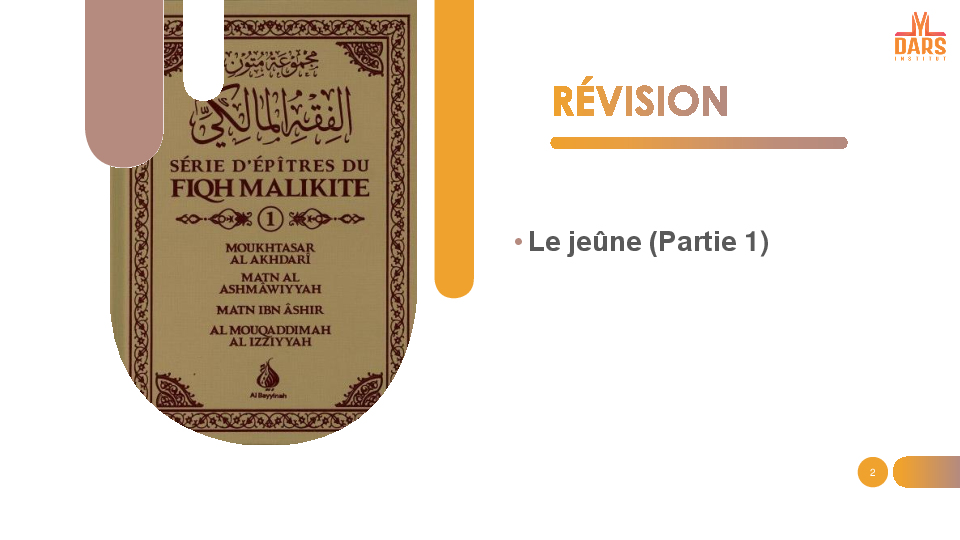 DARS
INSTITUT
مجموعة متون
الفقه المالكي
SÉRIE D'ÉPÎTRES DU
FIQH MALIKITE
1
MOUKHTASAR
AL AKHDARÎ
MATN AL
ASHMÂWIYYAH
MATN IBN ÂSHIR
AL MOUQADDIMAH
AL IZZIYYAH
Al Bayyinah
RÉVISION
• Le jeûne (Partie 1)
2